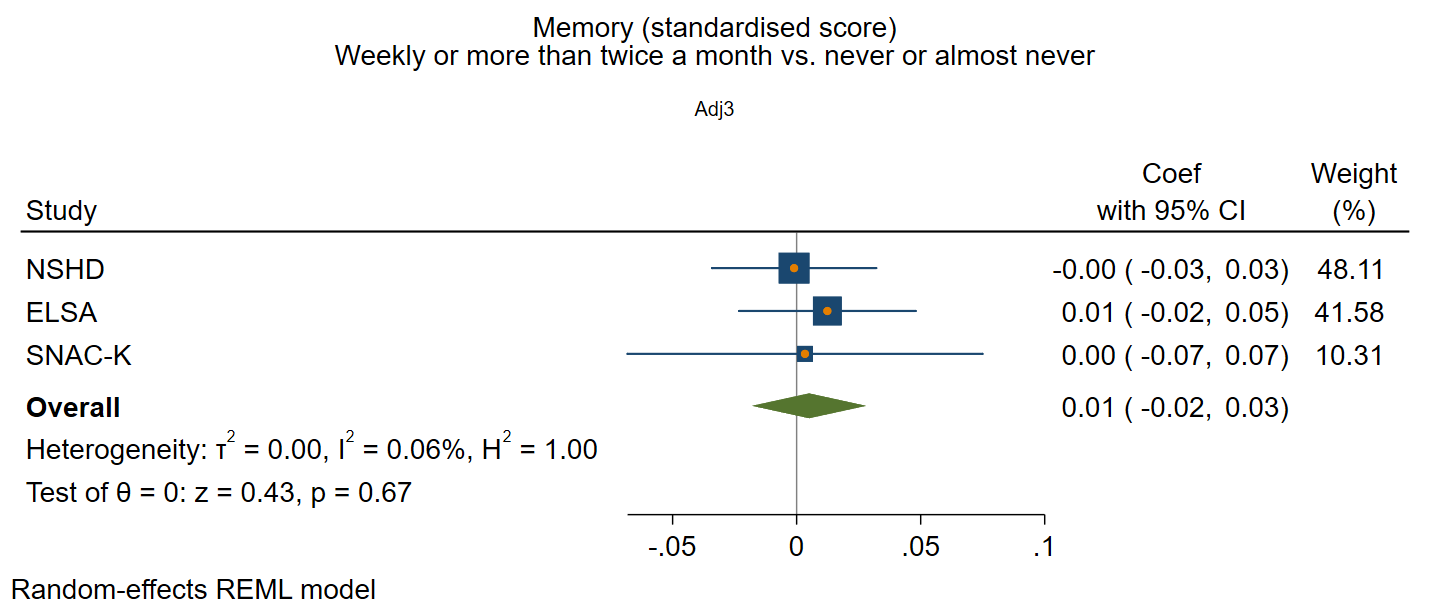 Memory (standardised score)
Weekly or more than twice a month vs. never or almost never
Adj3
Coef Weight
Study with 95% CI (%)
NSHD -0.00 ( -0.03, 0.03) 48.11
ELSA 0.01 ( -0.02, 0.05) 41.58
SNAC-K 0.00 ( -0.07, 0.07) 10.31
Overall 0.01 ( -0.02, 0.03)
Heterogeneity: τ² = 0.00, I² = 0.06%, H² = 1.00
Test of θ = 0: z = 0.43, p = 0.67
-.05 0 .05 .1
Random-effects REML model